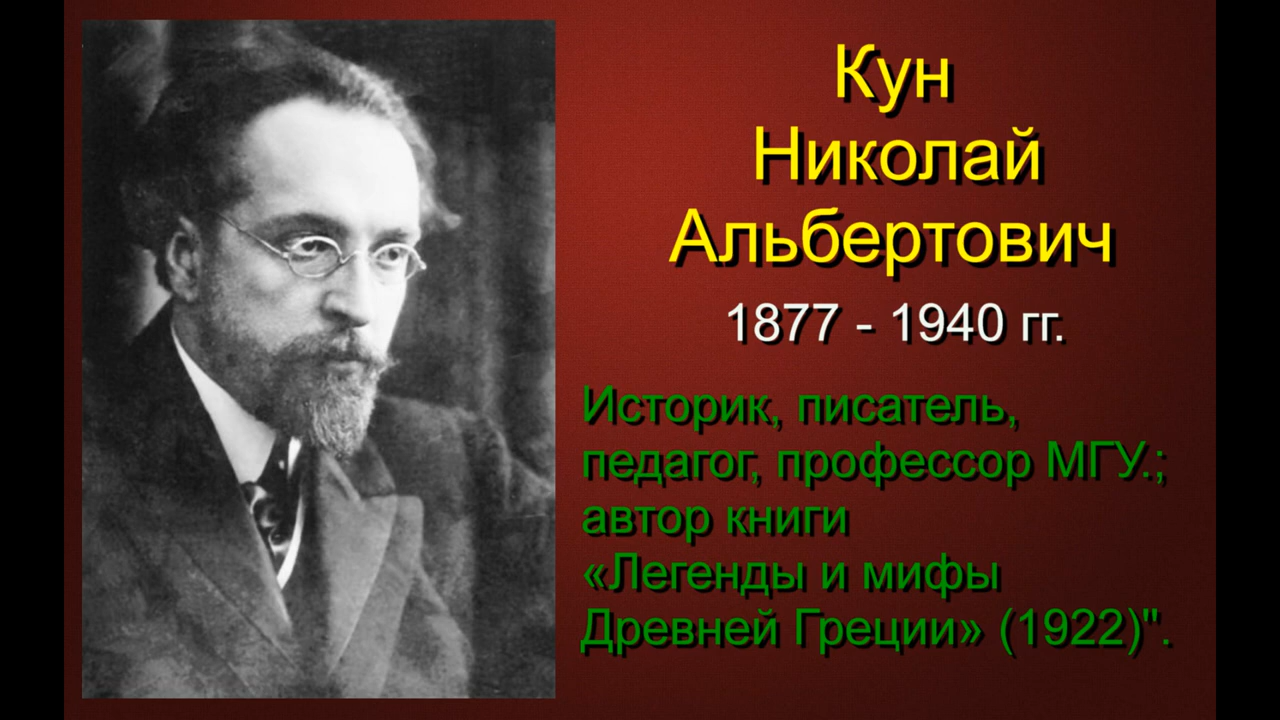 Кун
Николай
Альбертович
1877 - 1940 гг.
Историк, писатель,
педагог, профессор МГУ.;
автор книги
«Легенды и мифы
Древней Греции» (1922)".